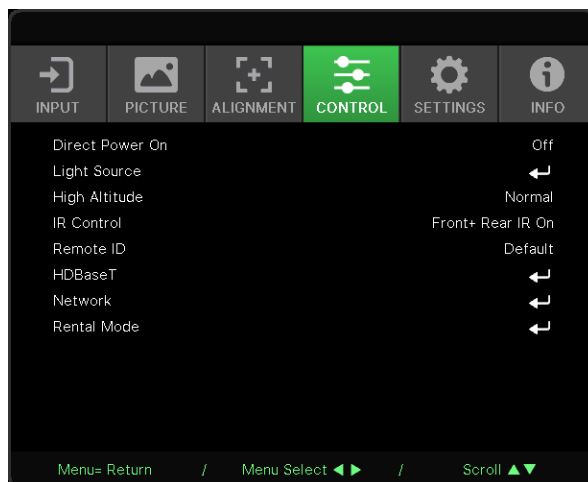 INPUT PICTURE ALIGNMENT CONTROL SETTINGS INFO
Direct Power On Off
Light Source
High Altitude Normal
IR Control Front+ Rear IR On
Remote ID Default
HDBaseT
Network
Rental Mode
Menu= Return / Menu Select ◀ ▶ / Scroll ▲▼